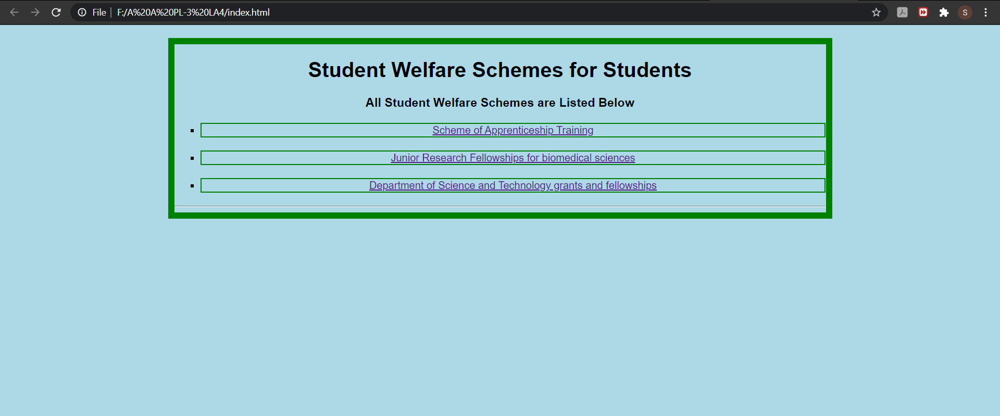 File F:/A%20A%20PL-3%20LA4/index.html S
Student Welfare Schemes for Students
All Student Welfare Schemes are Listed Below
Scheme of Apprenticeship Training
Junior Research Fellowships for biomedical sciences
Department of Science and Technology grants and fellowships